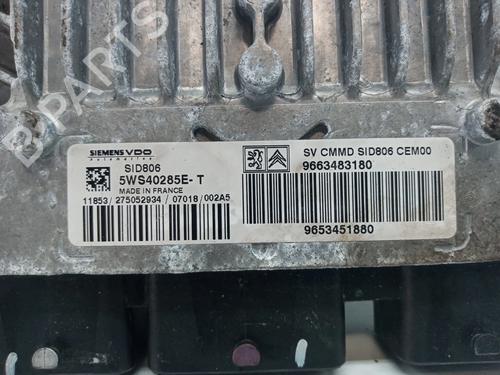 B PARTS
SIEMENS VDO
Automotive
SID806
5WS40285E- T
MADE IN FRANCE
11853/ 275052934 / 07018 /002A5
SV CMMD SID806 CEM00
9663483180
9653451880